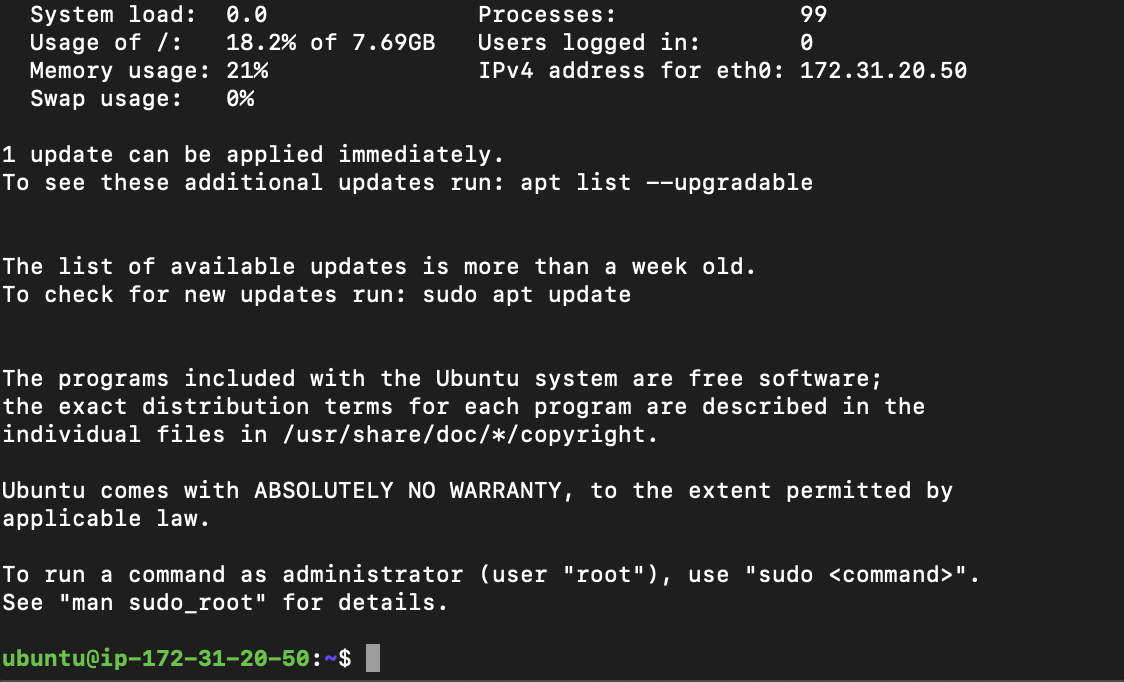 System load:  0.0               Processes:             99
Usage of /:   18.2% of 7.69GB   Users logged in:       0
Memory usage: 21%               IPv4 address for eth0: 172.31.20.50
Swap usage:   0%
1 update can be applied immediately.
To see these additional updates run: apt list --upgradable
The list of available updates is more than a week old.
To check for new updates run: sudo apt update
The programs included with the Ubuntu system are free software;
the exact distribution terms for each program are described in the
individual files in /usr/share/doc/*/copyright.
Ubuntu comes with ABSOLUTELY NO WARRANTY, to the extent permitted by
applicable law.
To run a command as administrator (user "root"), use "sudo <command>".
See "man sudo_root" for details.
ubuntu@ip-172-31-20-50:~$